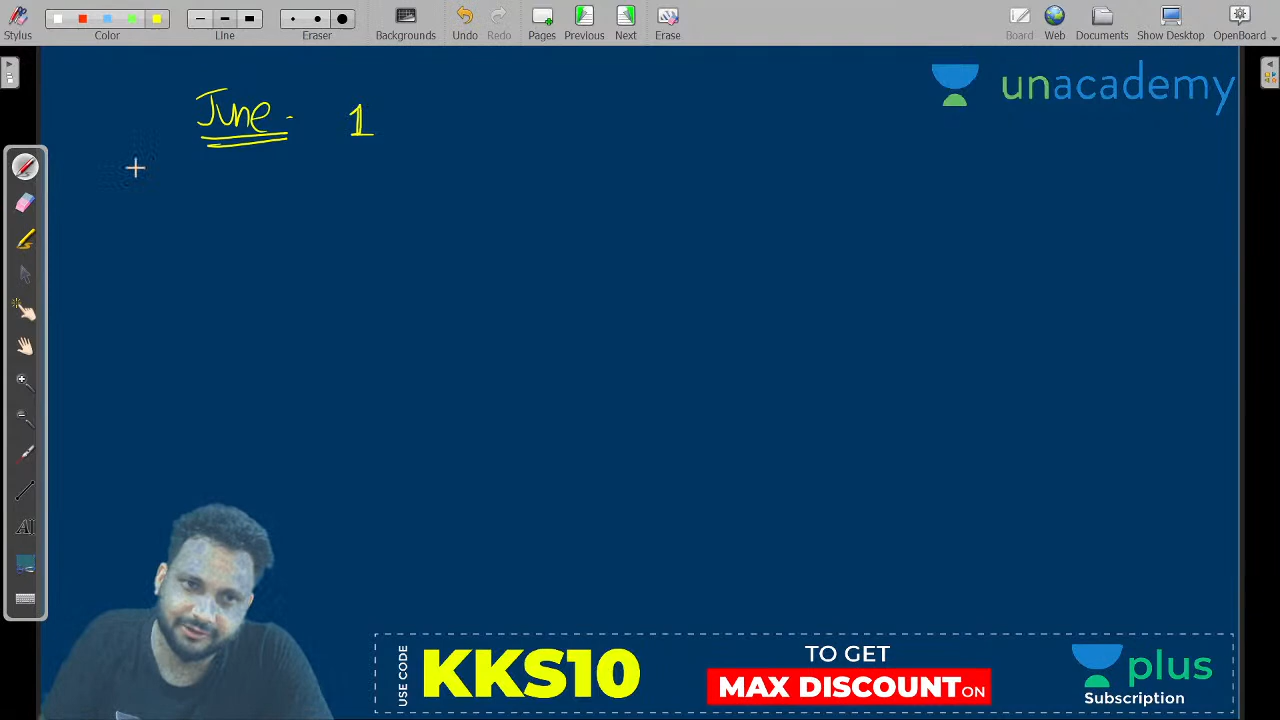 Stylus
Color
Line
Eraser
Backgrounds
Undo
Redo
Pages
Previous
Next
Erase
Board
Web
Documents
Show Desktop
OpenBoard
unacademy
June. 1
AI
USE CODE
KKS10
TO GET
MAX DISCOUNT ON
plus
Subscription